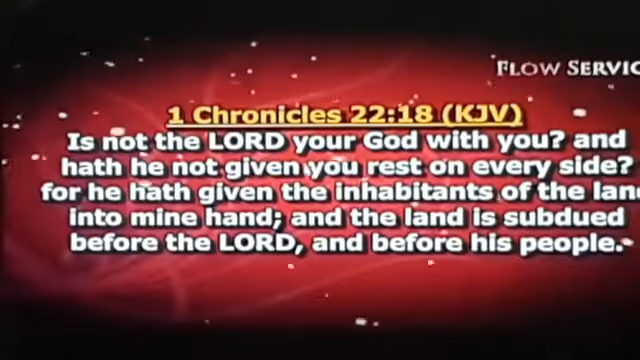 FLOW SERVIC
1 Chronicles 22:18 (KJV)
Is not the LORD your God with you? and
hath he not given you rest on every side?
for he hath given the inhabitants of the lan
into mine hand; and the land is subdued
before the LORD, and before his people.